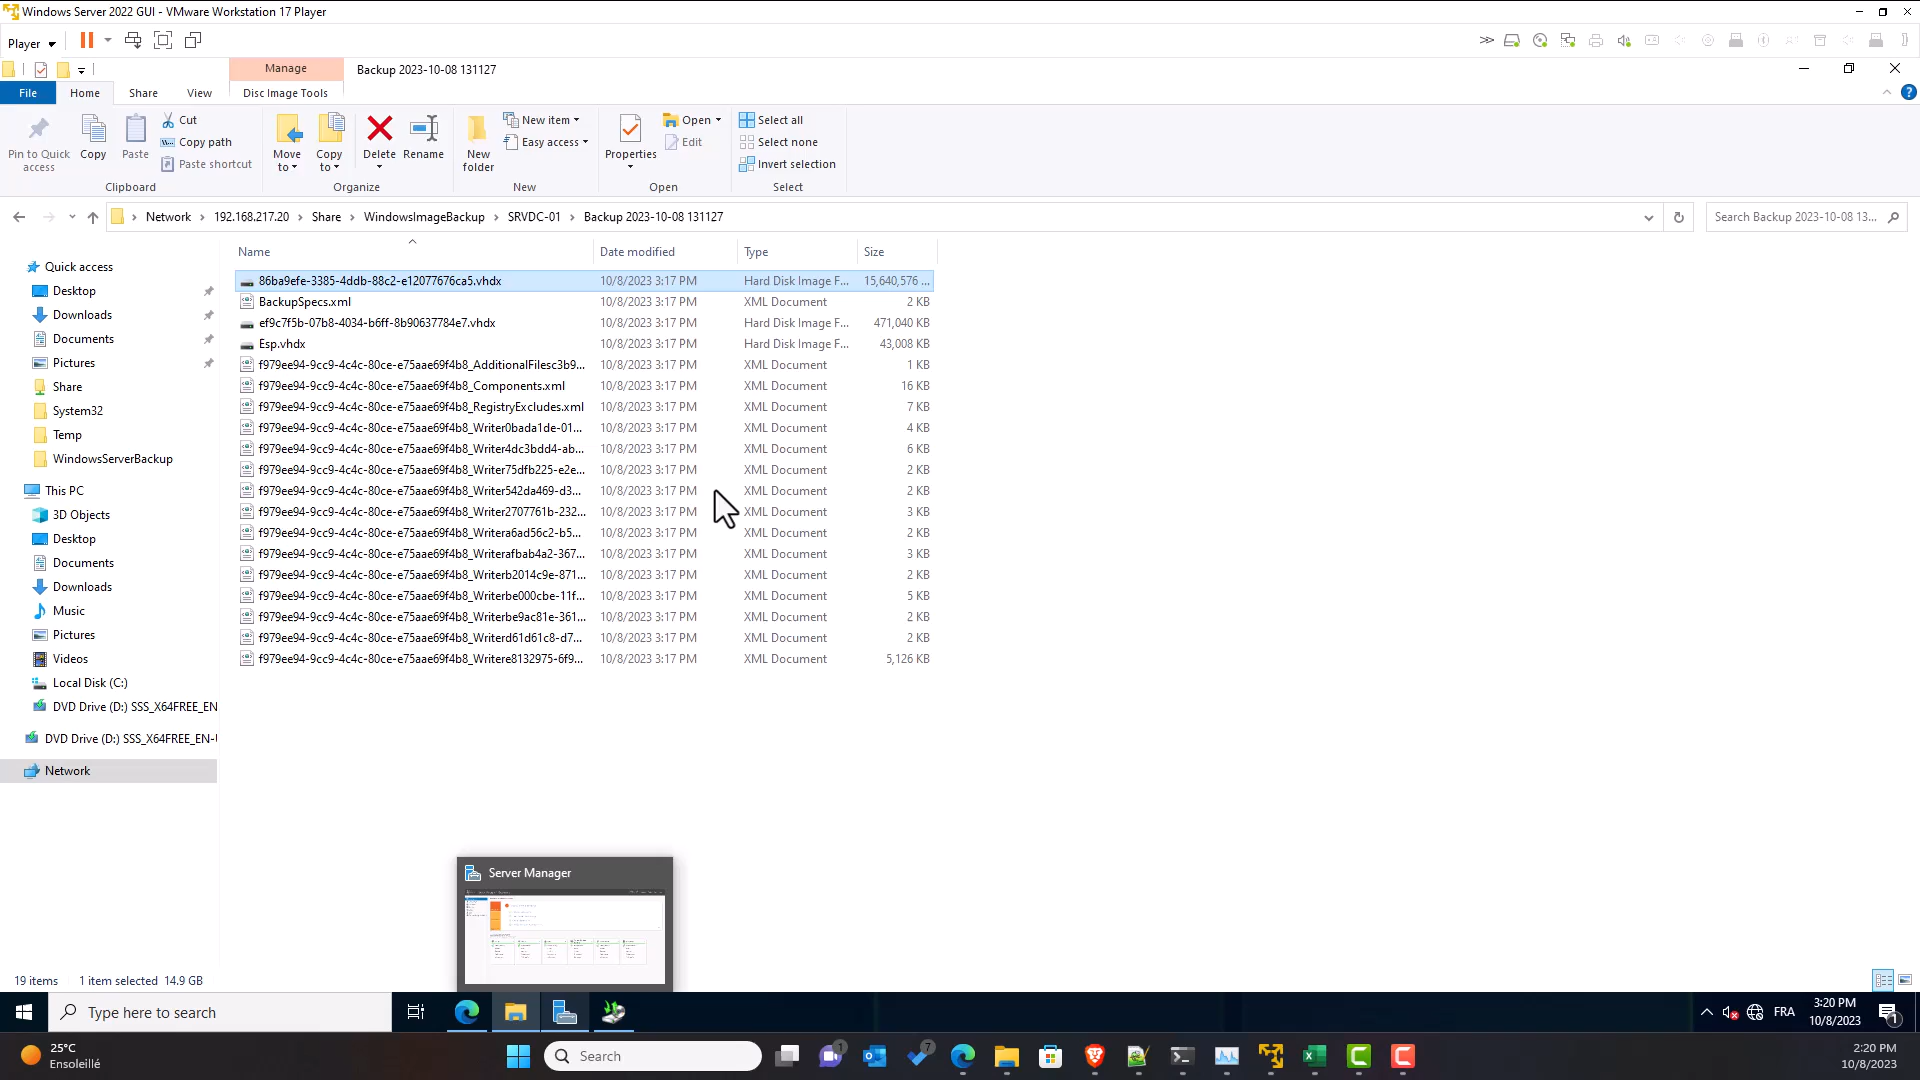 Windows Server 2022 GUI - VMware Workstation 17 Player
Player
Manage
Backup 2023-10-08 131127
File
Home
Share
View
Disc Image Tools
Pin to Quick access
Copy
Paste
Cut
Copy path
Paste shortcut
Move to
Copy to
Delete
Rename
New folder
New item
Easy access
Properties
Open
Edit
Select all
Select none
Invert selection
Clipboard
Organize
New
Open
Select
Network > 192.168.217.20 > Share > WindowsImageBackup > SRVDC-01 > Backup 2023-10-08 131127
Search Backup 2023-10-08 13...
Name Date modified Type Size
86ba9efe-3385-4ddb-88c2-e12077676ca5.vhdx 10/8/2023 3:17 PM Hard Disk Image F... 15,640,576 ...
BackupSpecs.xml 10/8/2023 3:17 PM XML Document 2 KB
ef9c7f5b-07b8-4034-b6ff-8b90637784e7.vhdx 10/8/2023 3:17 PM Hard Disk Image F... 471,040 KB
Esp.vhdx 10/8/2023 3:17 PM Hard Disk Image F... 43,008 KB
f979ee94-9cc9-4c4c-80ce-e75aae69f4b8_AdditionalFilesc3b9... 10/8/2023 3:17 PM XML Document 1 KB
f979ee94-9cc9-4c4c-80ce-e75aae69f4b8_Components.xml 10/8/2023 3:17 PM XML Document 16 KB
f979ee94-9cc9-4c4c-80ce-e75aae69f4b8_RegistryExcludes.xml 10/8/2023 3:17 PM XML Document 7 KB
f979ee94-9cc9-4c4c-80ce-e75aae69f4b8_Writer0bada1de-01... 10/8/2023 3:17 PM XML Document 4 KB
f979ee94-9cc9-4c4c-80ce-e75aae69f4b8_Writer4dc3bdd4-ab... 10/8/2023 3:17 PM XML Document 6 KB
f979ee94-9cc9-4c4c-80ce-e75aae69f4b8_Writer75dfb225-e2e... 10/8/2023 3:17 PM XML Document 2 KB
f979ee94-9cc9-4c4c-80ce-e75aae69f4b8_Writer542da469-d3... 10/8/2023 3:17 PM XML Document 2 KB
f979ee94-9cc9-4c4c-80ce-e75aae69f4b8_Writer2707761b-232... 10/8/2023 3:17 PM XML Document 3 KB
f979ee94-9cc9-4c4c-80ce-e75aae69f4b8_Writera6ad56c2-b5... 10/8/2023 3:17 PM XML Document 2 KB
f979ee94-9cc9-4c4c-80ce-e75aae69f4b8_Writerafbab4a2-367... 10/8/2023 3:17 PM XML Document 3 KB
f979ee94-9cc9-4c4c-80ce-e75aae69f4b8_Writerb2014c9e-871... 10/8/2023 3:17 PM XML Document 2 KB
f979ee94-9cc9-4c4c-80ce-e75aae69f4b8_Writerbe000cbe-11f... 10/8/2023 3:17 PM XML Document 5 KB
f979ee94-9cc9-4c4c-80ce-e75aae69f4b8_Writerbe9ac81e-361... 10/8/2023 3:17 PM XML Document 2 KB
f979ee94-9cc9-4c4c-80ce-e75aae69f4b8_Writerd61d61c8-d7... 10/8/2023 3:17 PM XML Document 2 KB
f979ee94-9cc9-4c4c-80ce-e75aae69f4b8_Writere8132975-6f9... 10/8/2023 3:17 PM XML Document 5,126 KB
Quick access
Desktop
Downloads
Documents
Pictures
Share
System32
Temp
WindowsServerBackup
This PC
3D Objects
Desktop
Documents
Downloads
Music
Pictures
Videos
Local Disk (C:)
DVD Drive (D:) SSS_X64FREE_EN
DVD Drive (D:) SSS_X64FREE_EN-
Network
Server Manager
19 items 1 item selected 14.9 GB
Type here to search
FRA
3:20 PM
10/8/2023
1
25°C
Ensoleillé
Search
1
7
2:20 PM
10/8/2023